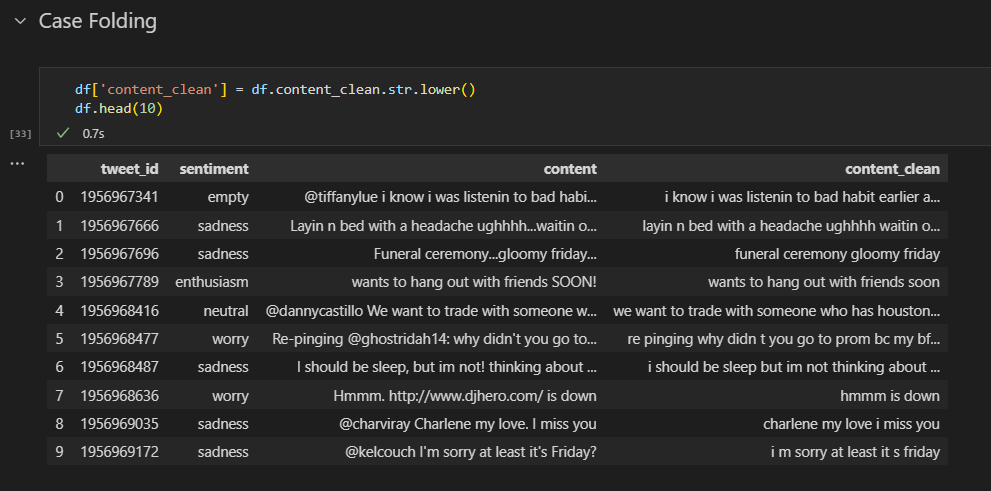 Case Folding
df['content_clean'] = df.content_clean.str.lower()
df.head(10)
[33]
0.7s
...
tweet_id sentiment content content_clean
0 1956967341 empty @tiffanylue i know i was listenin to bad habi... i know i was listenin to bad habit earlier a...
1 1956967666 sadness Layin n bed with a headache ughhhh...waitin o... layin n bed with a headache ughhhh waitin o...
2 1956967696 sadness Funeral ceremony...gloomy friday... funeral ceremony gloomy friday
3 1956967789 enthusiasm wants to hang out with friends SOON! wants to hang out with friends soon
4 1956968416 neutral @dannycastillo We want to trade with someone w... we want to trade with someone who has houston...
5 1956968477 worry Re-pinging @ghostridah14: why didn't you go to... re pinging why didn t you go to prom bc my bf...
6 1956968487 sadness I should be sleep, but im not! thinking about ... i should be sleep but im not thinking about ...
7 1956968636 worry Hmmm. http://www.djhero.com/ is down hmmm is down
8 1956969035 sadness @charviray Charlene my love. I miss you charlene my love i miss you
9 1956969172 sadness @kelcouch I'm sorry at least it's Friday? i m sorry at least it s friday